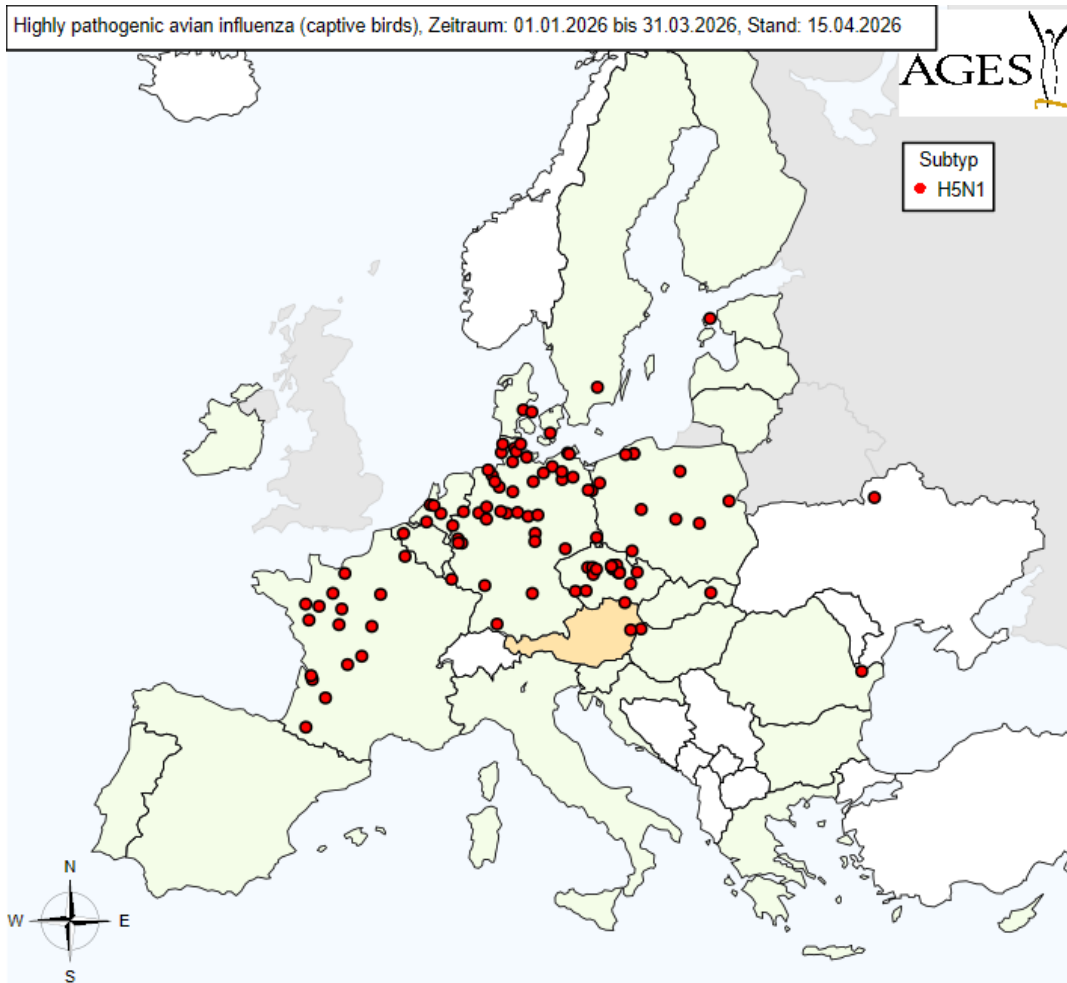 Highly pathogenic avian influenza (captive birds), Zeitraum: 01.01.2026 bis 31.03.2026, Stand: 15.04.2026
AGES
Subtyp
H5N1
N
W E
S